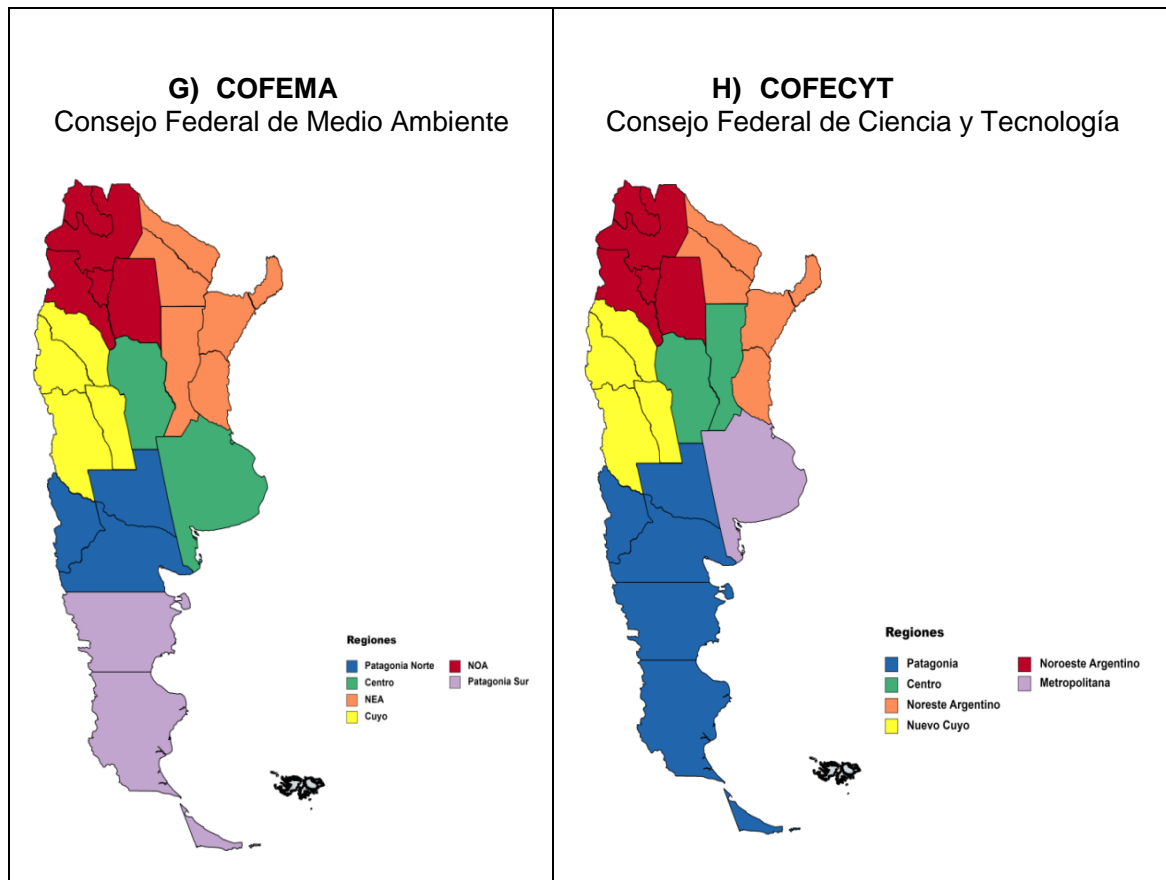 G) COFEMA
Consejo Federal de Medio Ambiente
Regiones
Patagonia Norte
Centro
NEA
Cuyo
NOA
Patagonia Sur
H) COFECYT
Consejo Federal de Ciencia y Tecnología
Regiones
Patagonia
Centro
Noreste Argentino
Nuevo Cuyo
Noroeste Argentino
Metropolitana